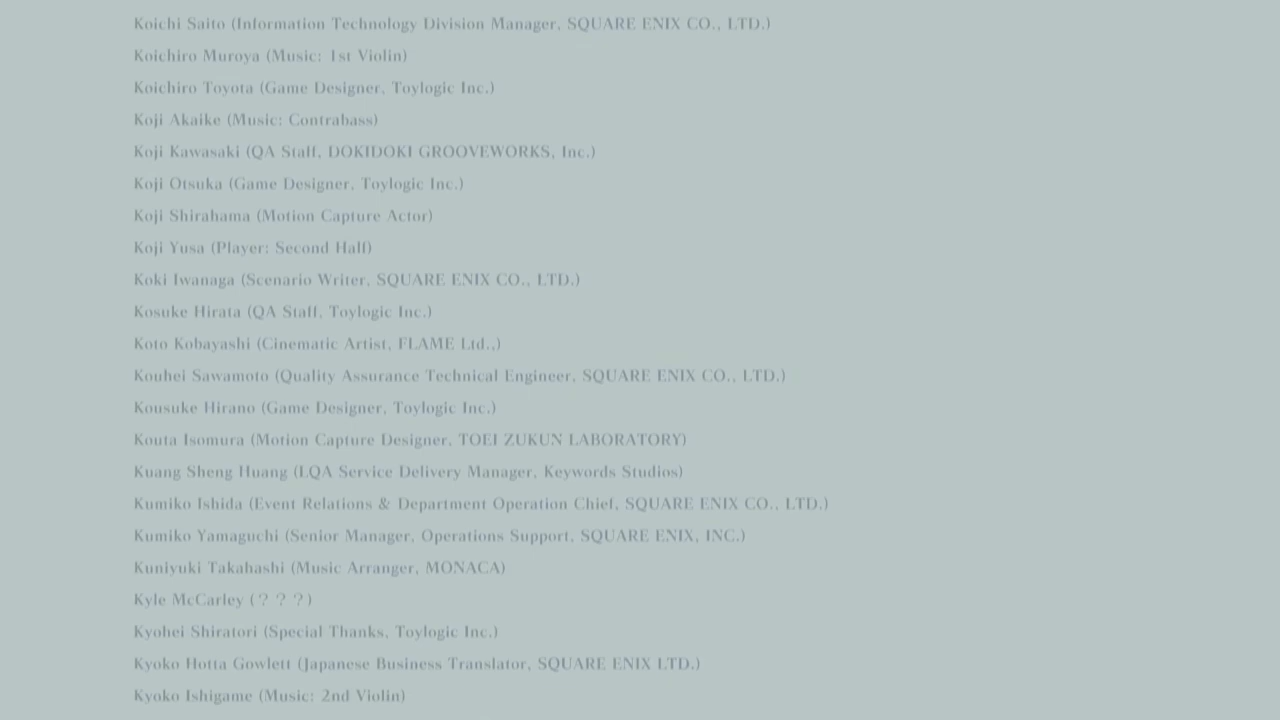 Koichi Saito (Information Technology Division Manager, SQUARE ENIX CO., LTD.)
Koichiro Muroya (Music: 1st Violin)
Koichiro Toyota (Game Designer, Toylogic Inc.)
Koji Akaike (Music: Contrabass)
Koji Kawasaki (QA Staff, DOKIDOKI GROOVEWORKS, Inc.)
Koji Otsuka (Game Designer, Toylogic Inc.)
Koji Shirahama (Motion Capture Actor)
Koji Yusa (Player: Second Half)
Koki Iwanaga (Scenario Writer, SQUARE ENIX CO., LTD.)
Kosuke Hirata (QA Staff, Toylogic Inc.)
Koto Kobayashi (Cinematic Artist, FLAME Ltd.,)
Kouhei Sawamoto (Quality Assurance Technical Engineer, SQUARE ENIX CO., LTD.)
Kousuke Hirano (Game Designer, Toylogic Inc.)
Kouta Isomura (Motion Capture Designer, TOEI ZUKUN LABORATORY)
Kuang Sheng Huang (LQA Service Delivery Manager, Keywords Studios)
Kumiko Ishida (Event Relations & Department Operation Chief, SQUARE ENIX CO., LTD.)
Kumiko Yamaguchi (Senior Manager, Operations Support, SQUARE ENIX, INC.)
Kuniyuki Takahashi (Music Arranger, MONACA)
Kyle McCarley (？？？)
Kyohei Shiratori (Special Thanks, Toylogic Inc.)
Kyoko Hotta Gowlett (Japanese Business Translator, SQUARE ENIX LTD.)
Kyoko Ishigame (Music: 2nd Violin)